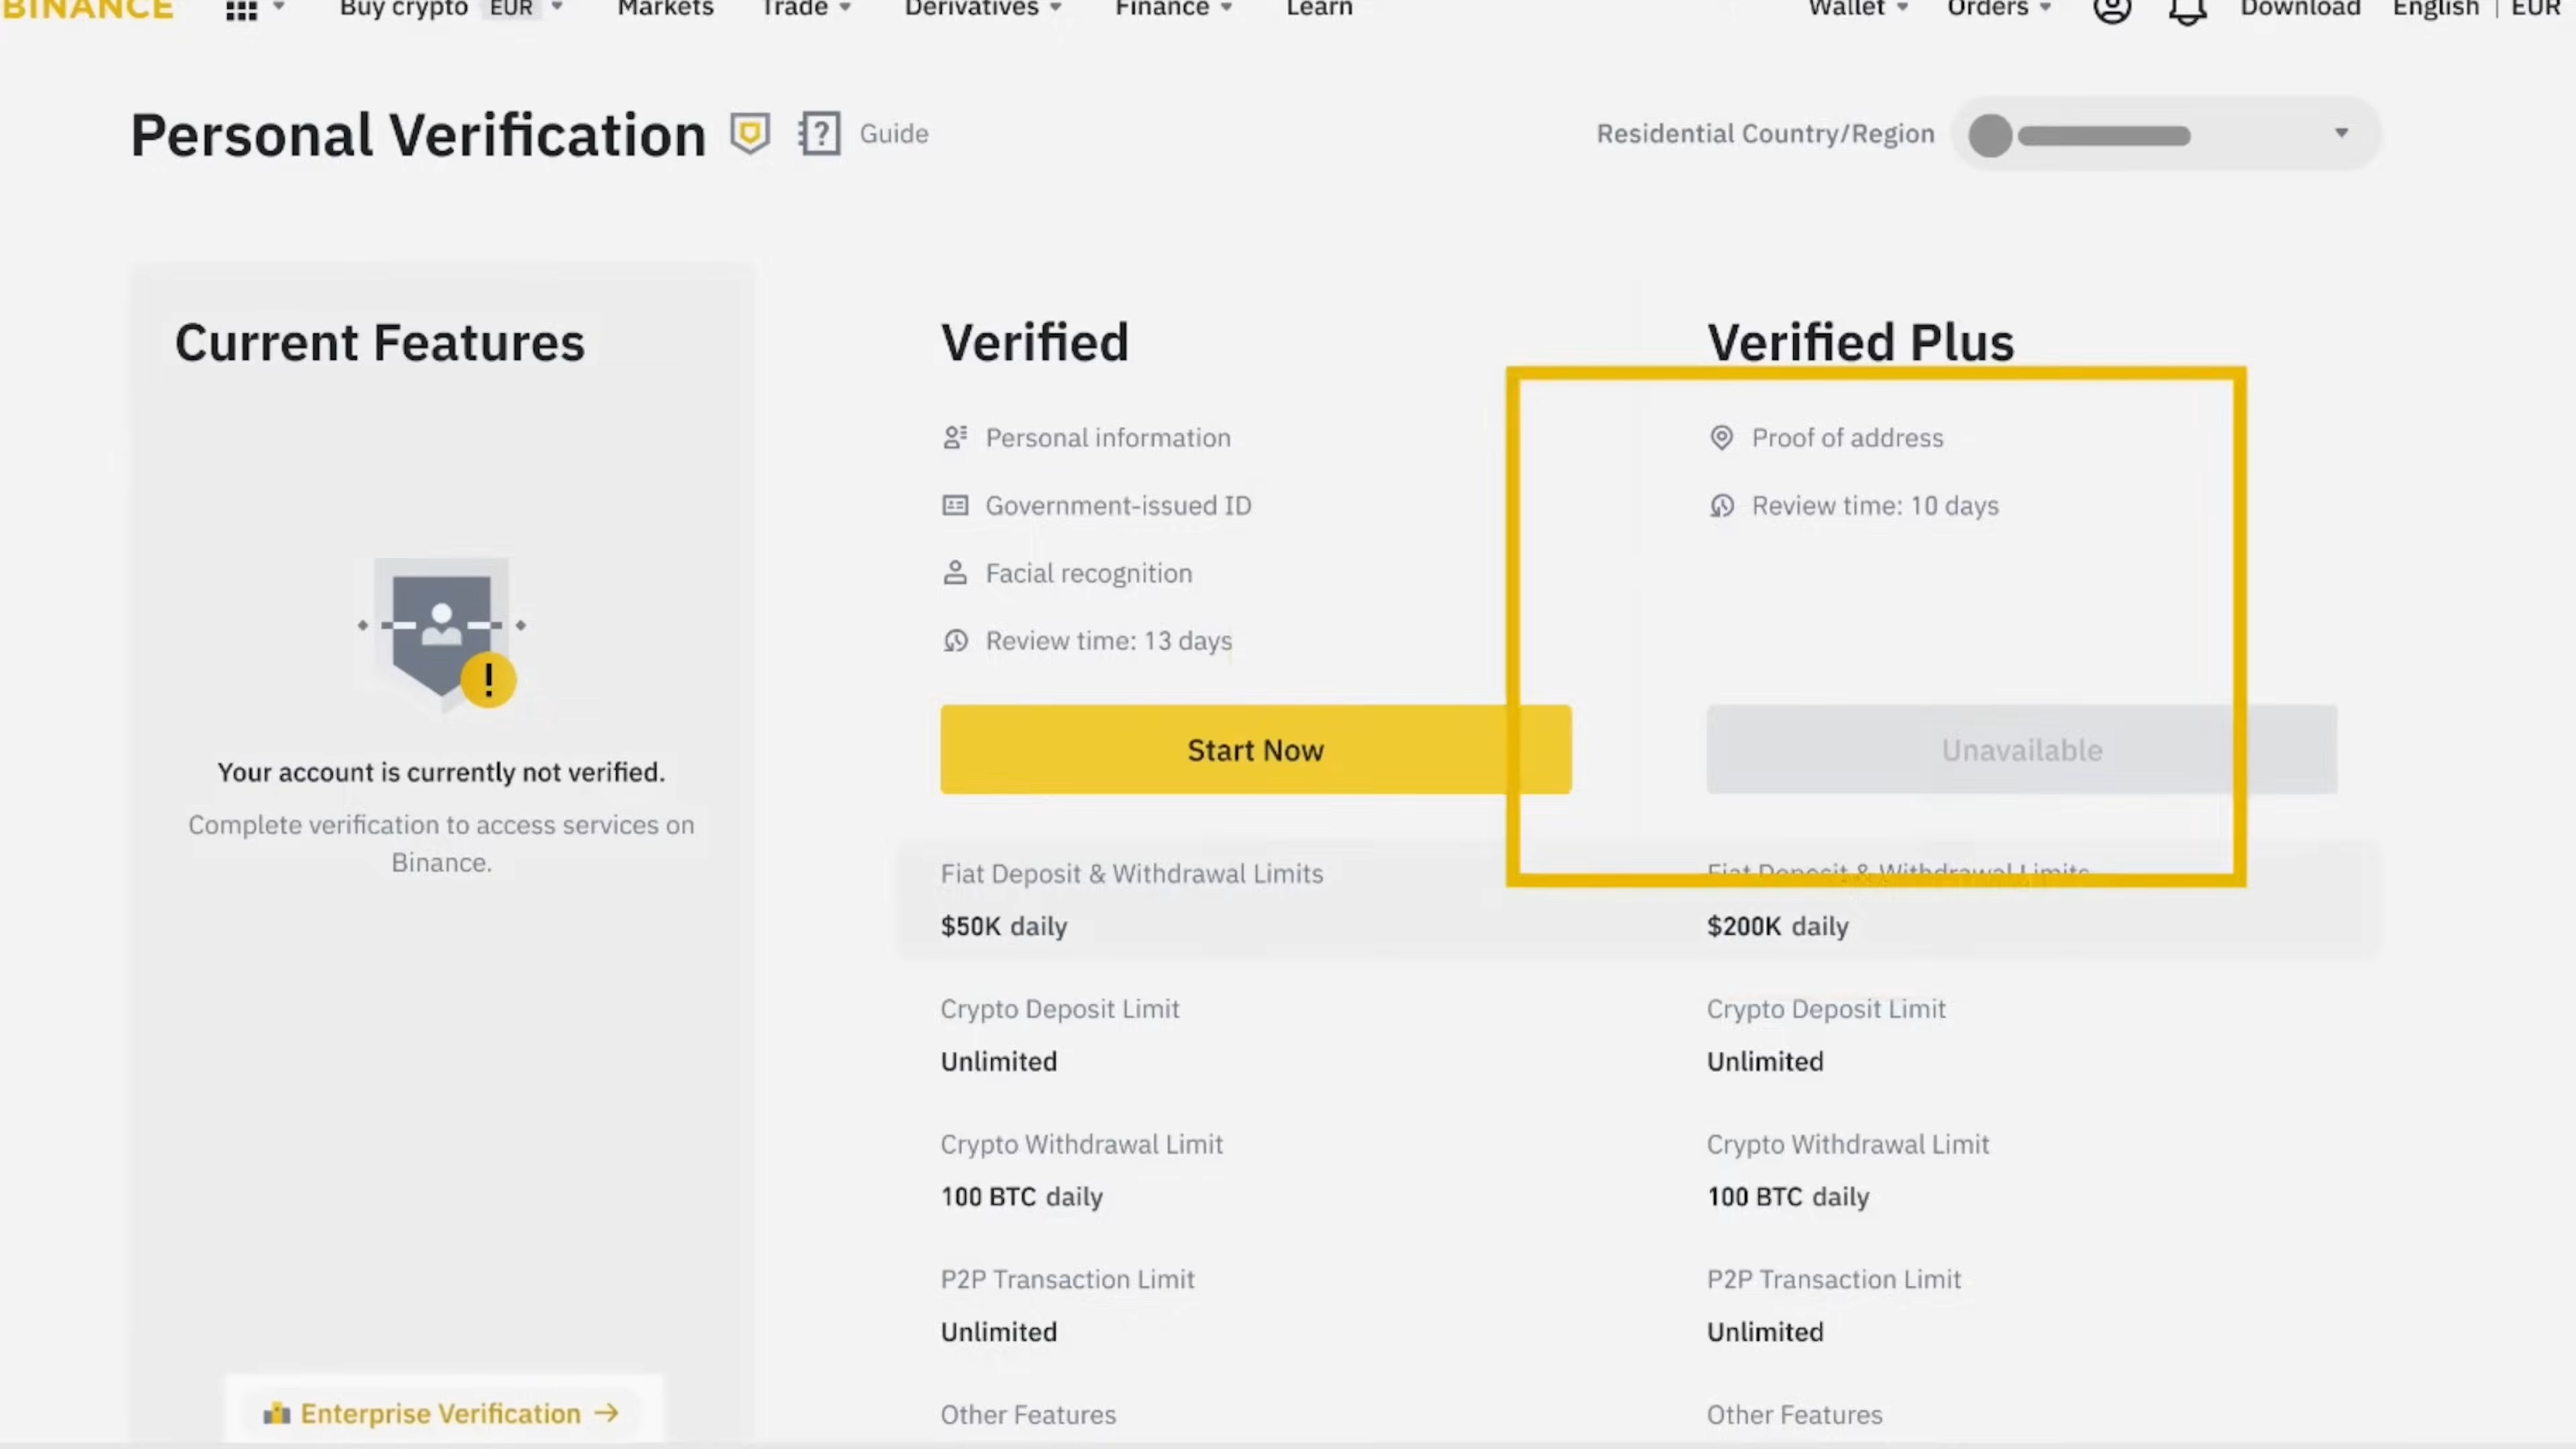 BINANCE Buy crypto EUR Markets Trade Derivatives Finance Learn Wallet Orders Download English | EUR
Personal Verification Guide Residential Country/Region
Current Features
Your account is currently not verified.
Complete verification to access services on
Binance.
Enterprise Verification →
Verified
Personal information
Government-issued ID
Facial recognition
Review time: 13 days
Start Now
Fiat Deposit & Withdrawal Limits
$50K daily
Crypto Deposit Limit
Unlimited
Crypto Withdrawal Limit
100 BTC daily
P2P Transaction Limit
Unlimited
Other Features
Verified Plus
Proof of address
Review time: 10 days
Unavailable
Fiat Deposit & Withdrawal Limits
$200K daily
Crypto Deposit Limit
Unlimited
Crypto Withdrawal Limit
100 BTC daily
P2P Transaction Limit
Unlimited
Other Features